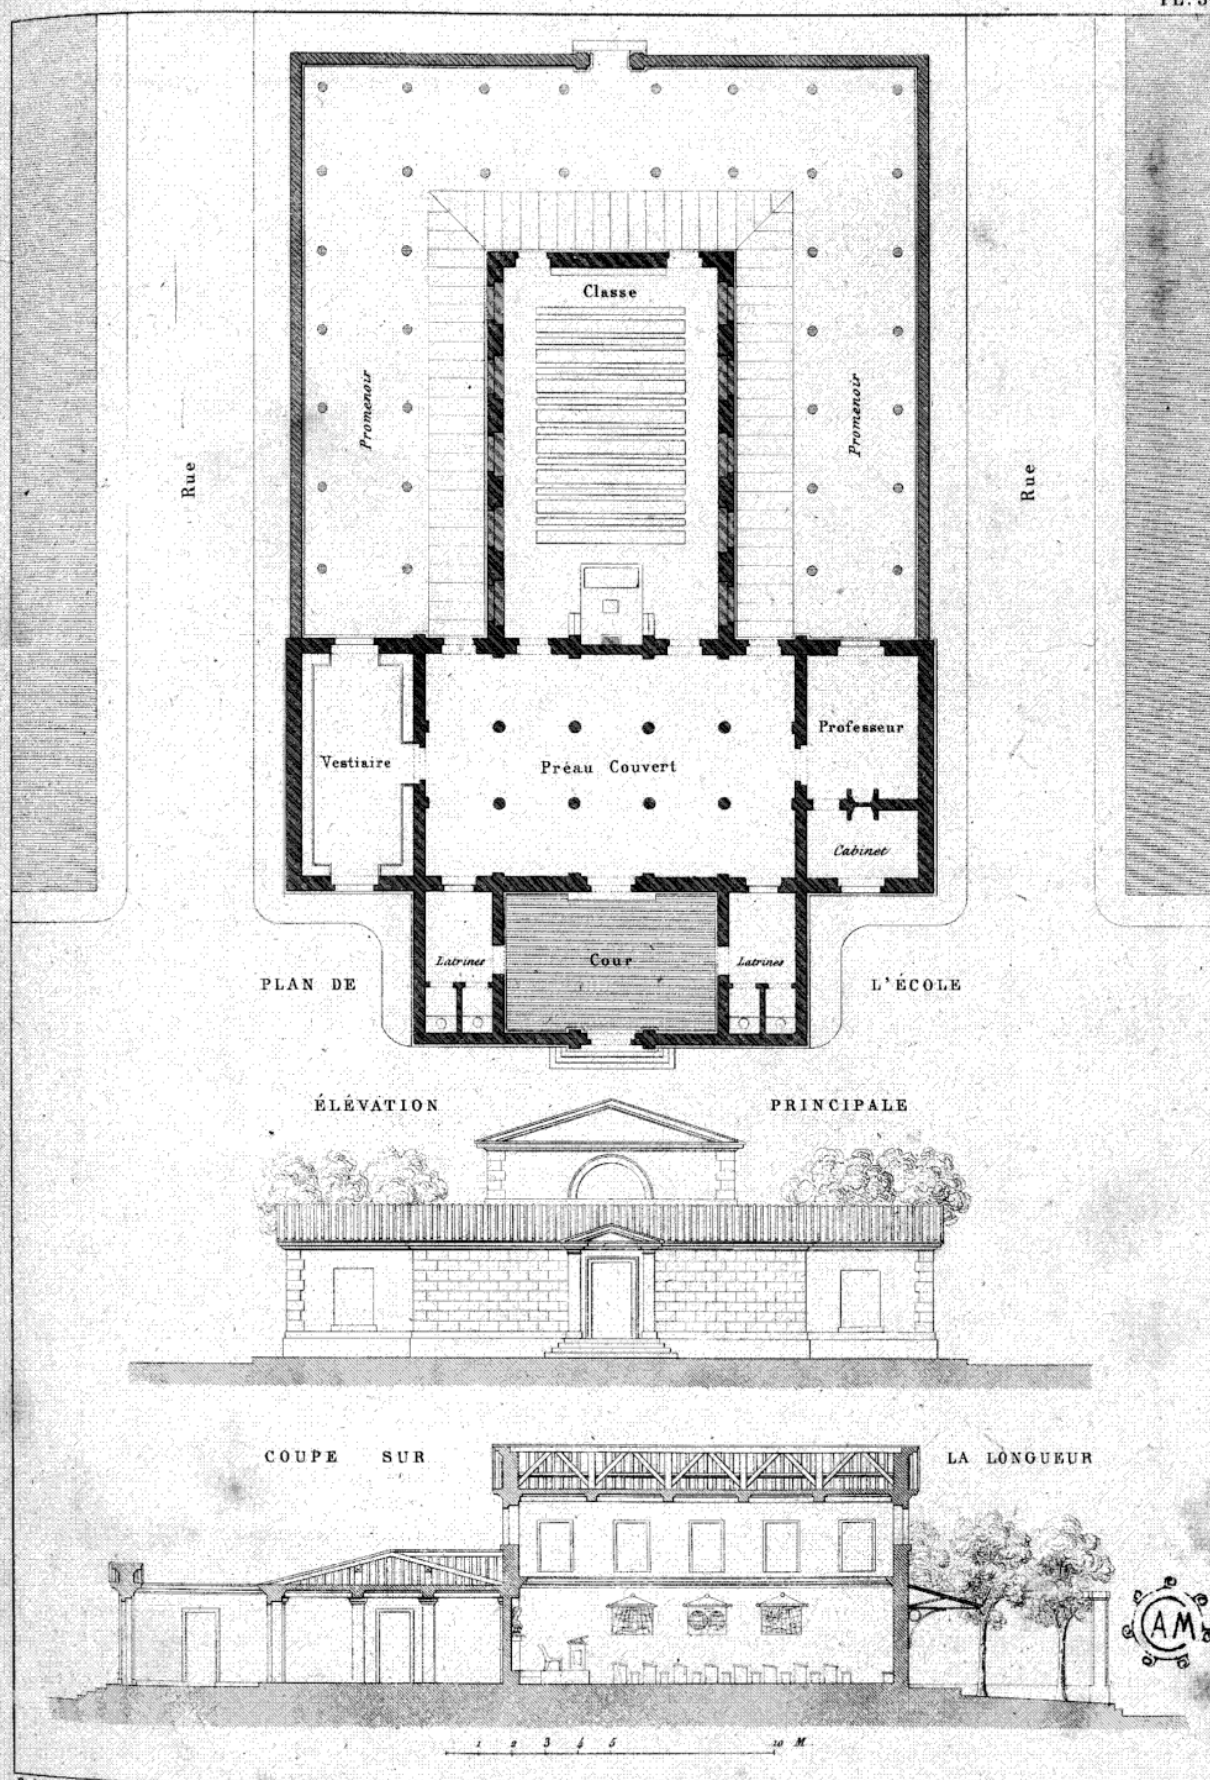 PL. 3
Classe
Promenoir
Promenoir
Rue
Rue
Professeur
Vestiaire
Préau Couvert
Cabinet
Latrines
Cour
Latrines
PLAN DE L'ÉCOLE
ÉLÉVATION PRINCIPALE
COUPE SUR LA LONGUEUR
AM
1 2 3 4 5 10 M.